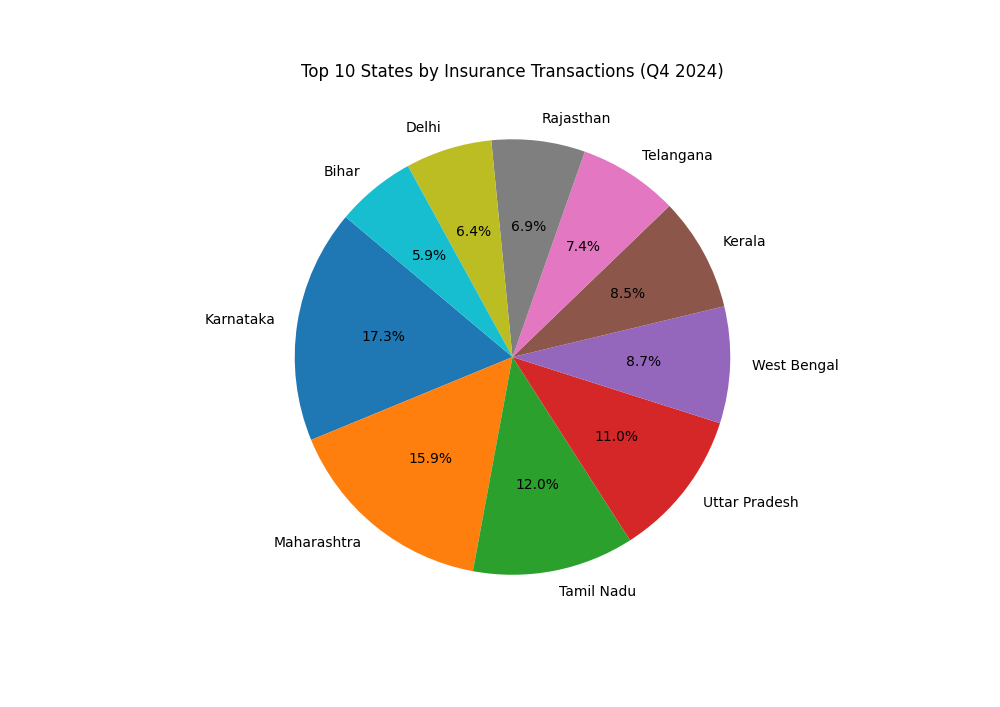 Top 10 States by Insurance Transactions (Q4 2024)
Rajasthan
Delhi
Telangana
Bihar
Kerala
Karnataka
West Bengal
Uttar Pradesh
Maharashtra
Tamil Nadu
6.9%
6.4%
7.4%
5.9%
8.5%
17.3%
8.7%
11.0%
15.9%
12.0%